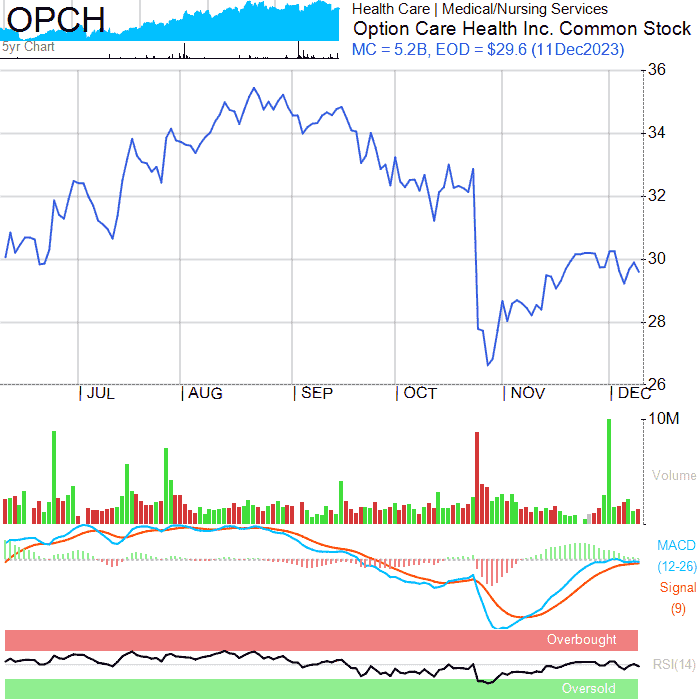 OPCH
5yr Chart
Health Care | Medical/Nursing Services
Option Care Health Inc. Common Stock
MC = 5.2B, EOD = $29.6 (11Dec2023)
36
34
32
30
28
26
JUL AUG SEP OCT NOV DEC
10M
Volume
MACD
(12-26)
Signal
(9)
Overbought
RSI(14)
Oversold